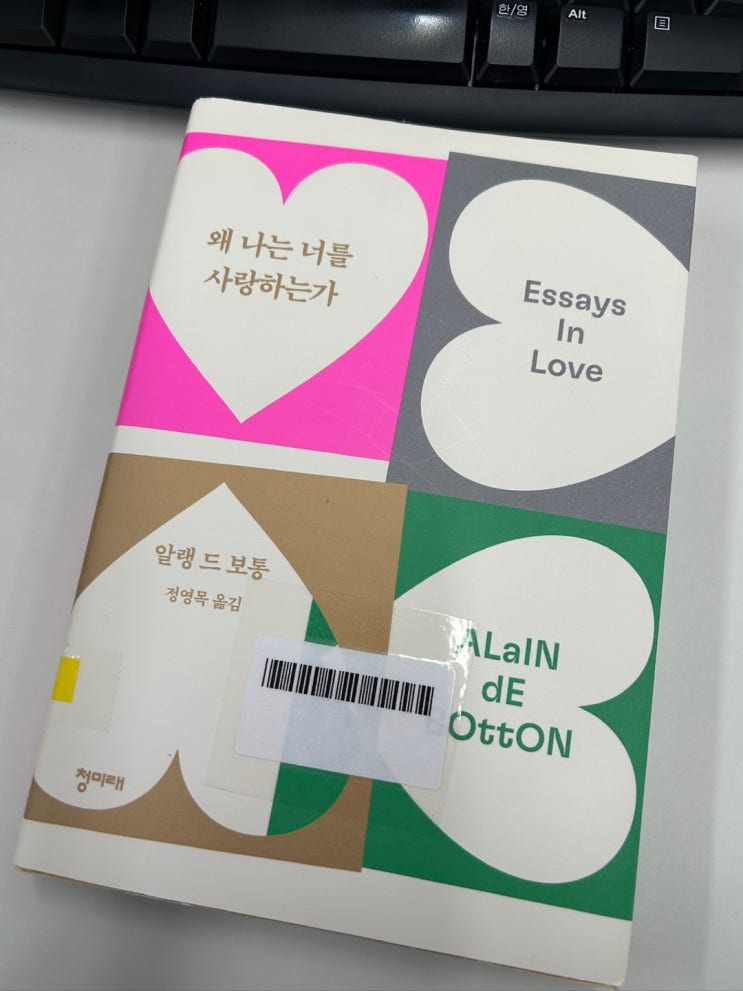 한/영
Alt
왜 나는 너를
사랑하는가
Essays
In
Love
알랭 드 보통
정영목 옮김
청미래
ALaIN
dE
BOttON